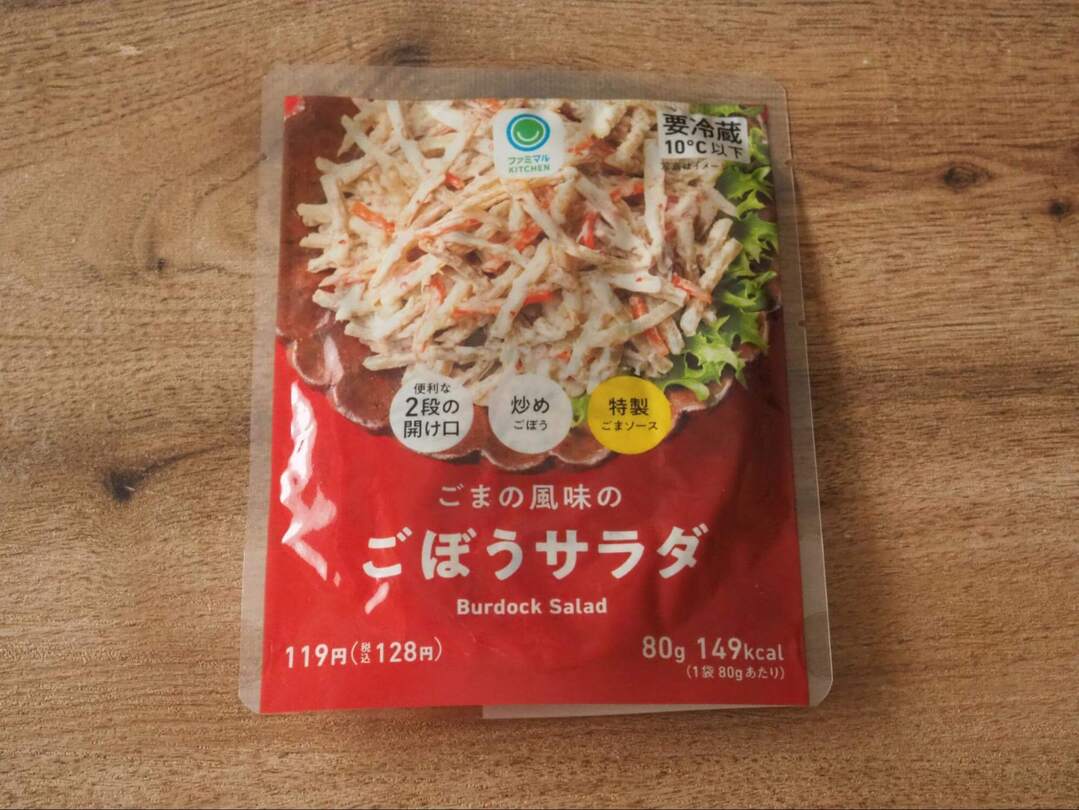 ファミマル
KITCHEN
要冷蔵
10°C以下
便利な
2段の
開け口
炒め
ごぼう
特製
ごまソース
ごまの風味の
ごぼうサラダ
Burdock Salad
119円(税込128円)
80g 149kcal
(1袋 80gあたり)